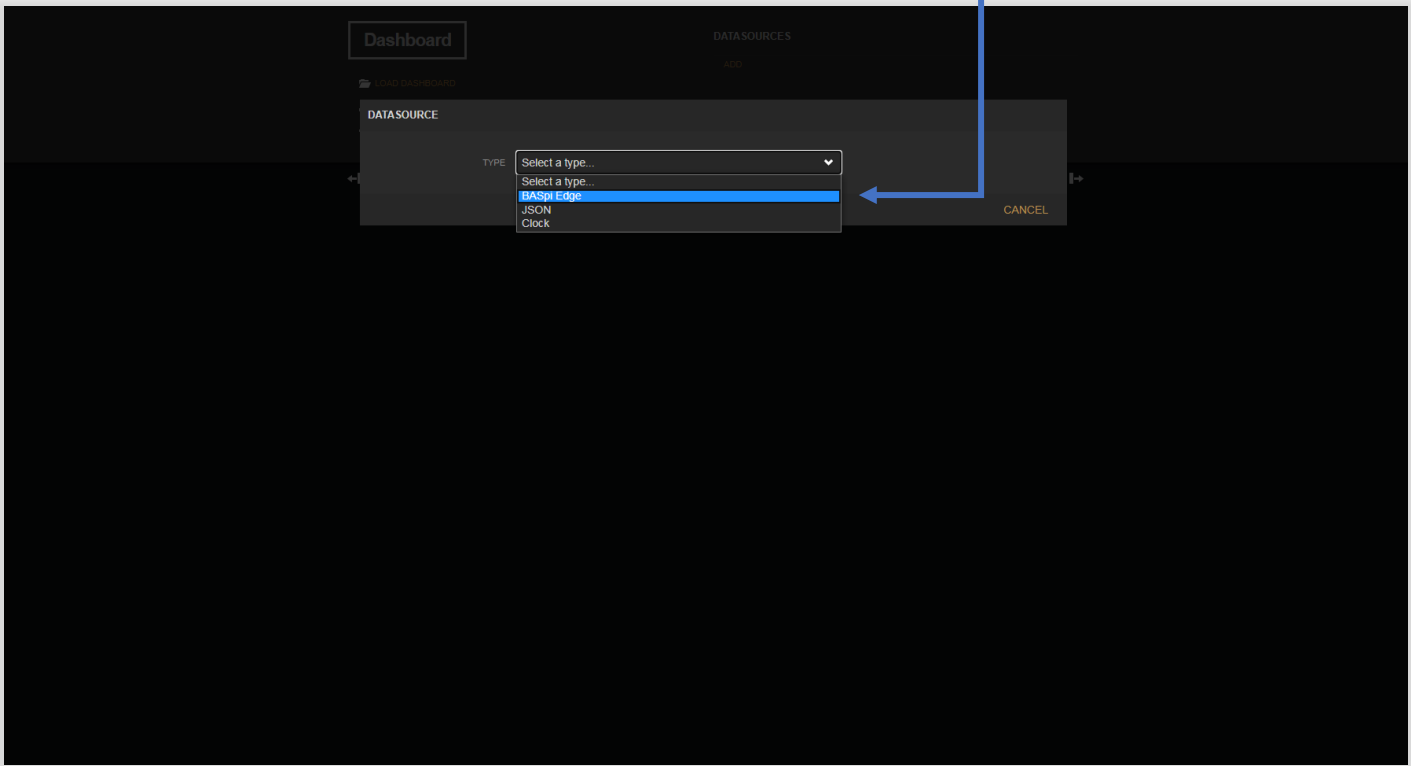 Dashboard
DATASOURCES
ADD
LOAD DASHBOARD
DATASOURCE
TYPE
Select a type...
Select a type...
BASpi Edge
JSON
Clock
CANCEL